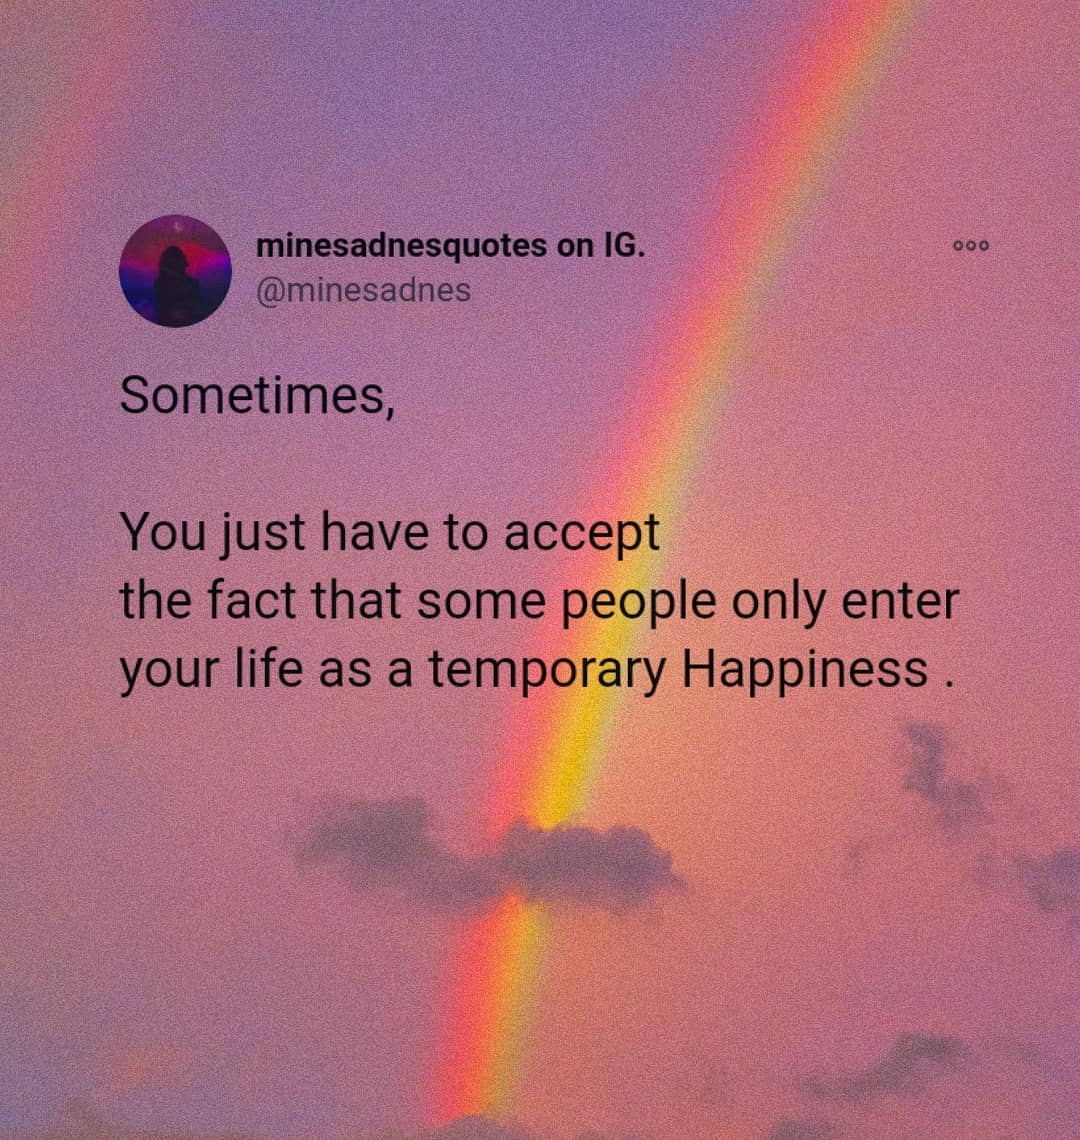 minesadnesquotes on IG.
@minesadnes
Sometimes,
You just have to accept
the fact that some people only enter
your life as a temporary Happiness .